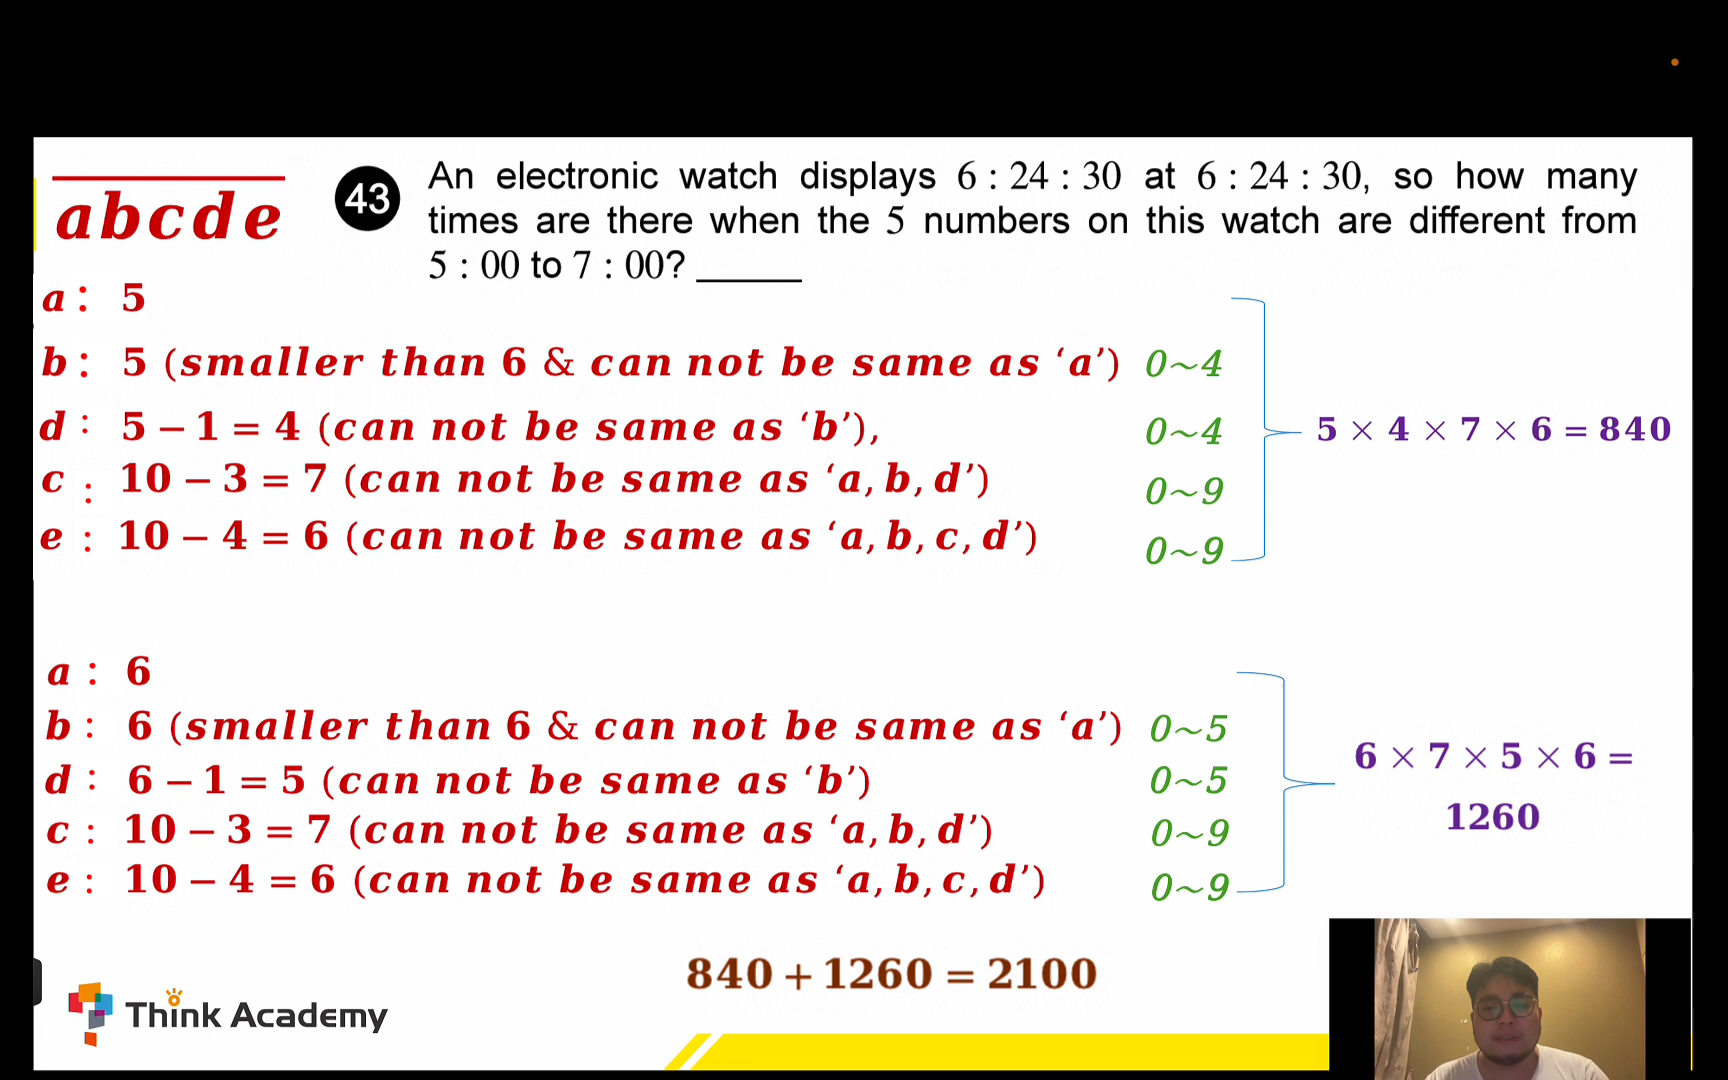 abcde
43
An electronic watch displays 6 : 24 : 30 at 6 : 24 : 30, so how many
times are there when the 5 numbers on this watch are different from
5 : 00 to 7 : 00? ______
a : 5
b : 5 (smaller than 6 & can not be same as ‘a’) 0~4
d : 5 − 1 = 4 (can not be same as ‘b’), 0~4
c : 10 − 3 = 7 (can not be same as ‘a, b, d’) 0~9
e : 10 − 4 = 6 (can not be same as ‘a, b, c, d’) 0~9
5 × 4 × 7 × 6 = 840
a : 6
b : 6 (smaller than 6 & can not be same as ‘a’) 0~5
d : 6 − 1 = 5 (can not be same as ‘b’) 0~5
c : 10 − 3 = 7 (can not be same as ‘a, b, d’) 0~9
e : 10 − 4 = 6 (can not be same as ‘a, b, c, d’) 0~9
6 × 7 × 5 × 6 =
1260
840 + 1260 = 2100
Think Academy